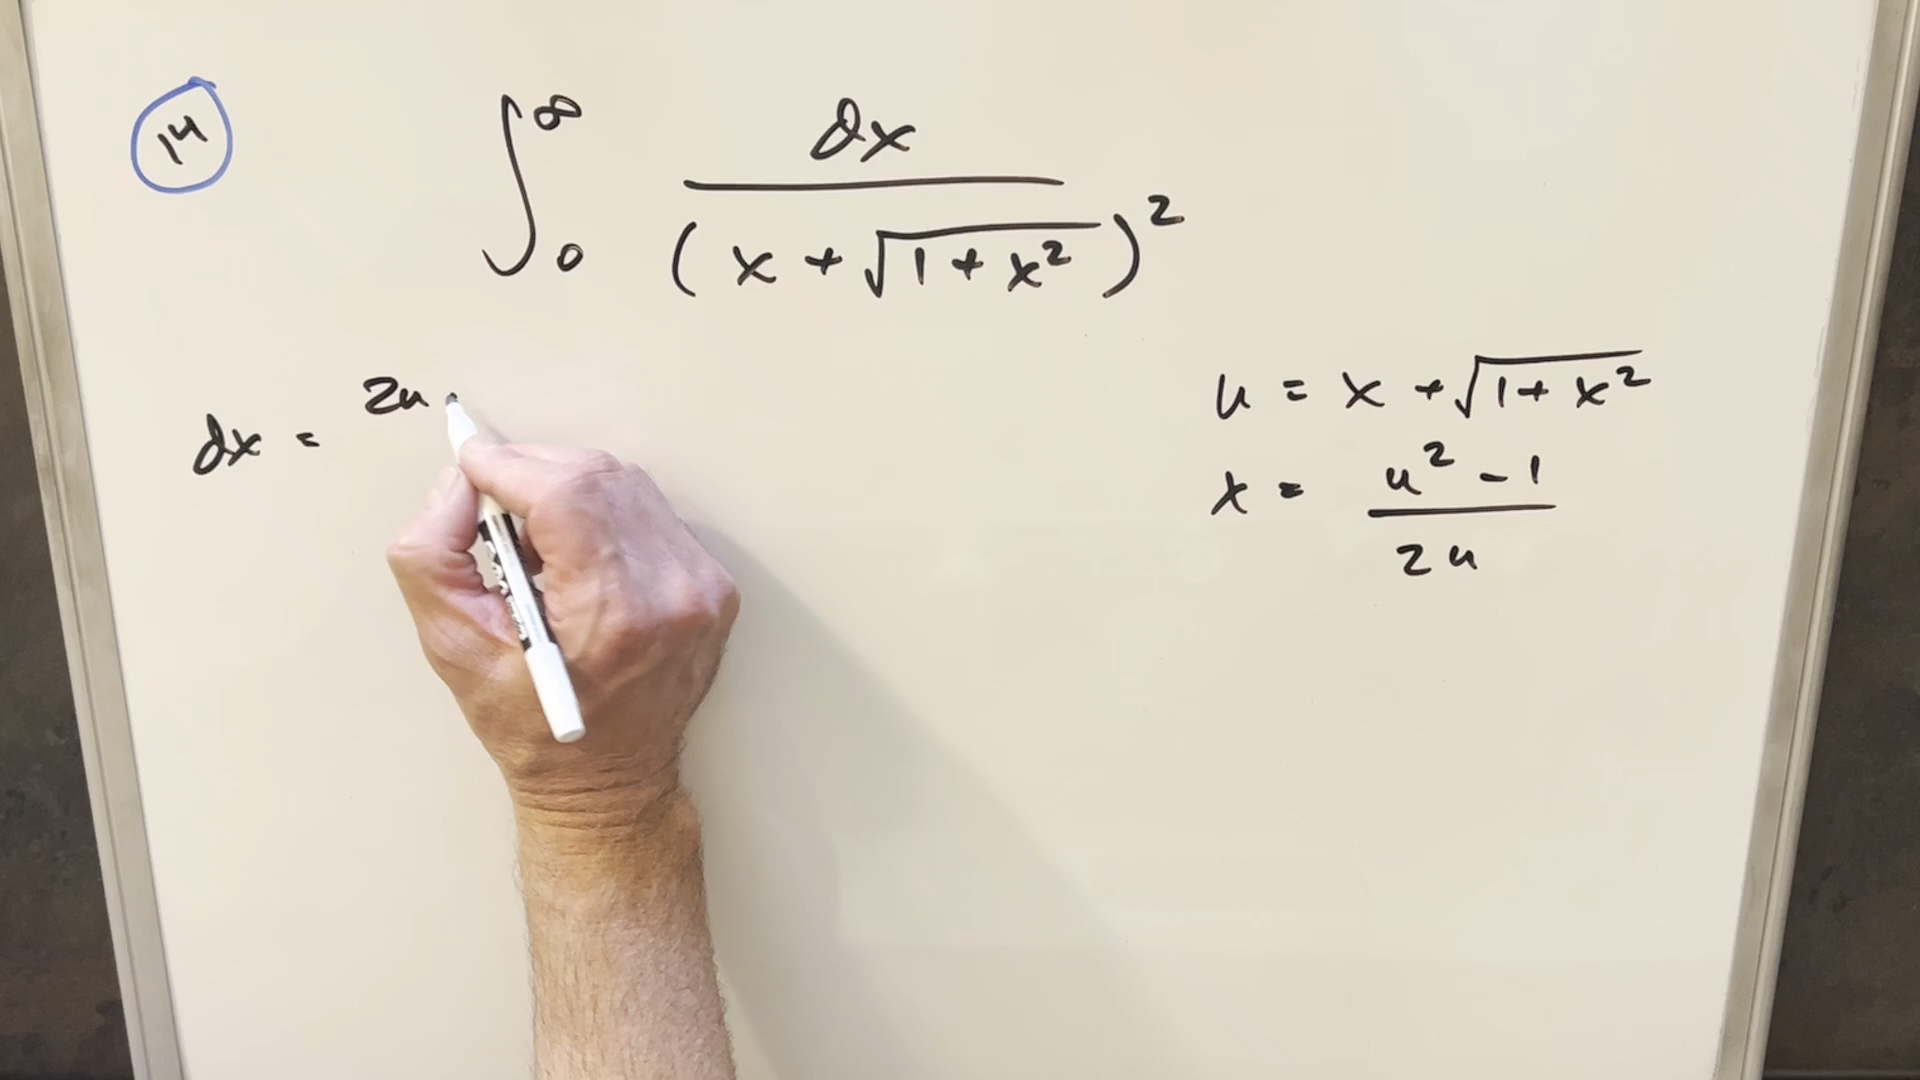 14
∫₀^∞ dx / (x + √(1 + x²))²
u = x + √(1 + x²)
x = (u² - 1) / 2u
dx = 2u